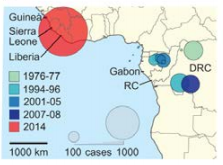 Guinea
Sierra
Leone
Liberia
Gabon
RC
DRC
1976-77
1994-96
2001-05
2007-08
2014
1000 km
100 cases 1000